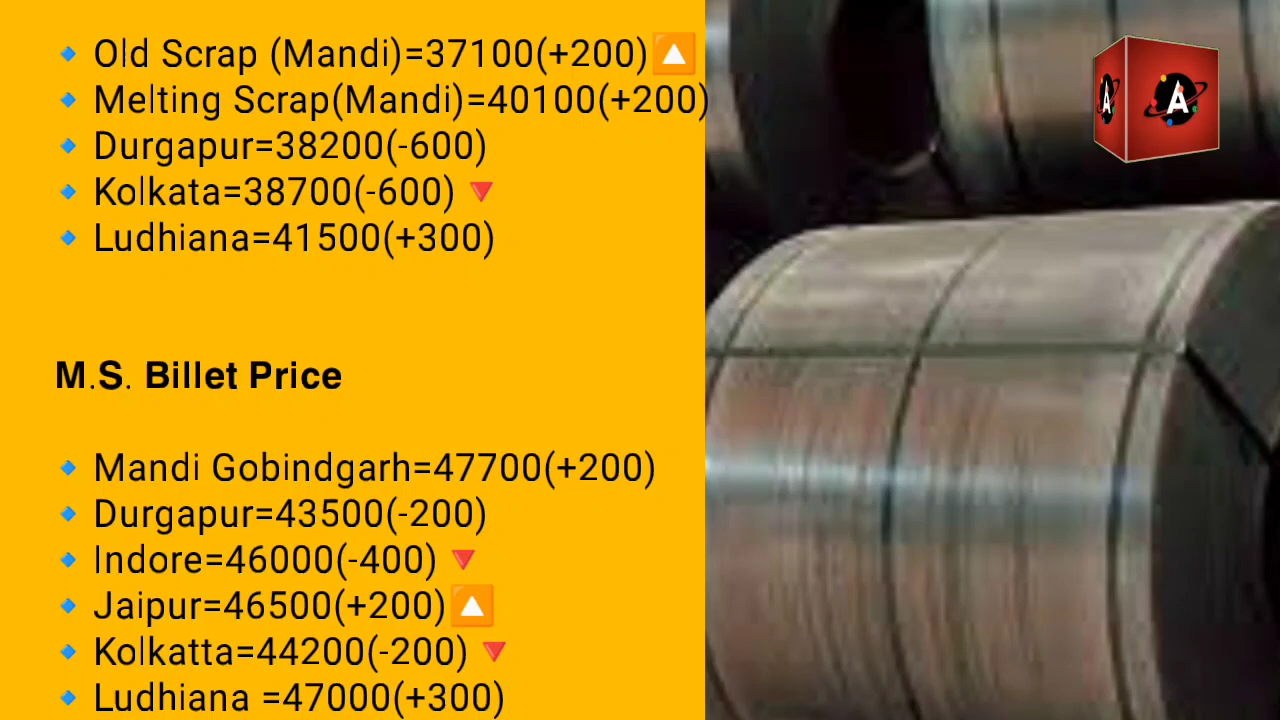 🔹 Old Scrap (Mandi)=37100(+200)🔼
🔹 Melting Scrap(Mandi)=40100(+200)
🔹 Durgapur=38200(-600)
🔹 Kolkata=38700(-600) 🔻
🔹 Ludhiana=41500(+300)
M.S. Billet Price
🔹 Mandi Gobindgarh=47700(+200)
🔹 Durgapur=43500(-200)
🔹 Indore=46000(-400) 🔻
🔹 Jaipur=46500(+200)🔼
🔹 Kolkatta=44200(-200) 🔻
🔹 Ludhiana =47000(+300)
A A